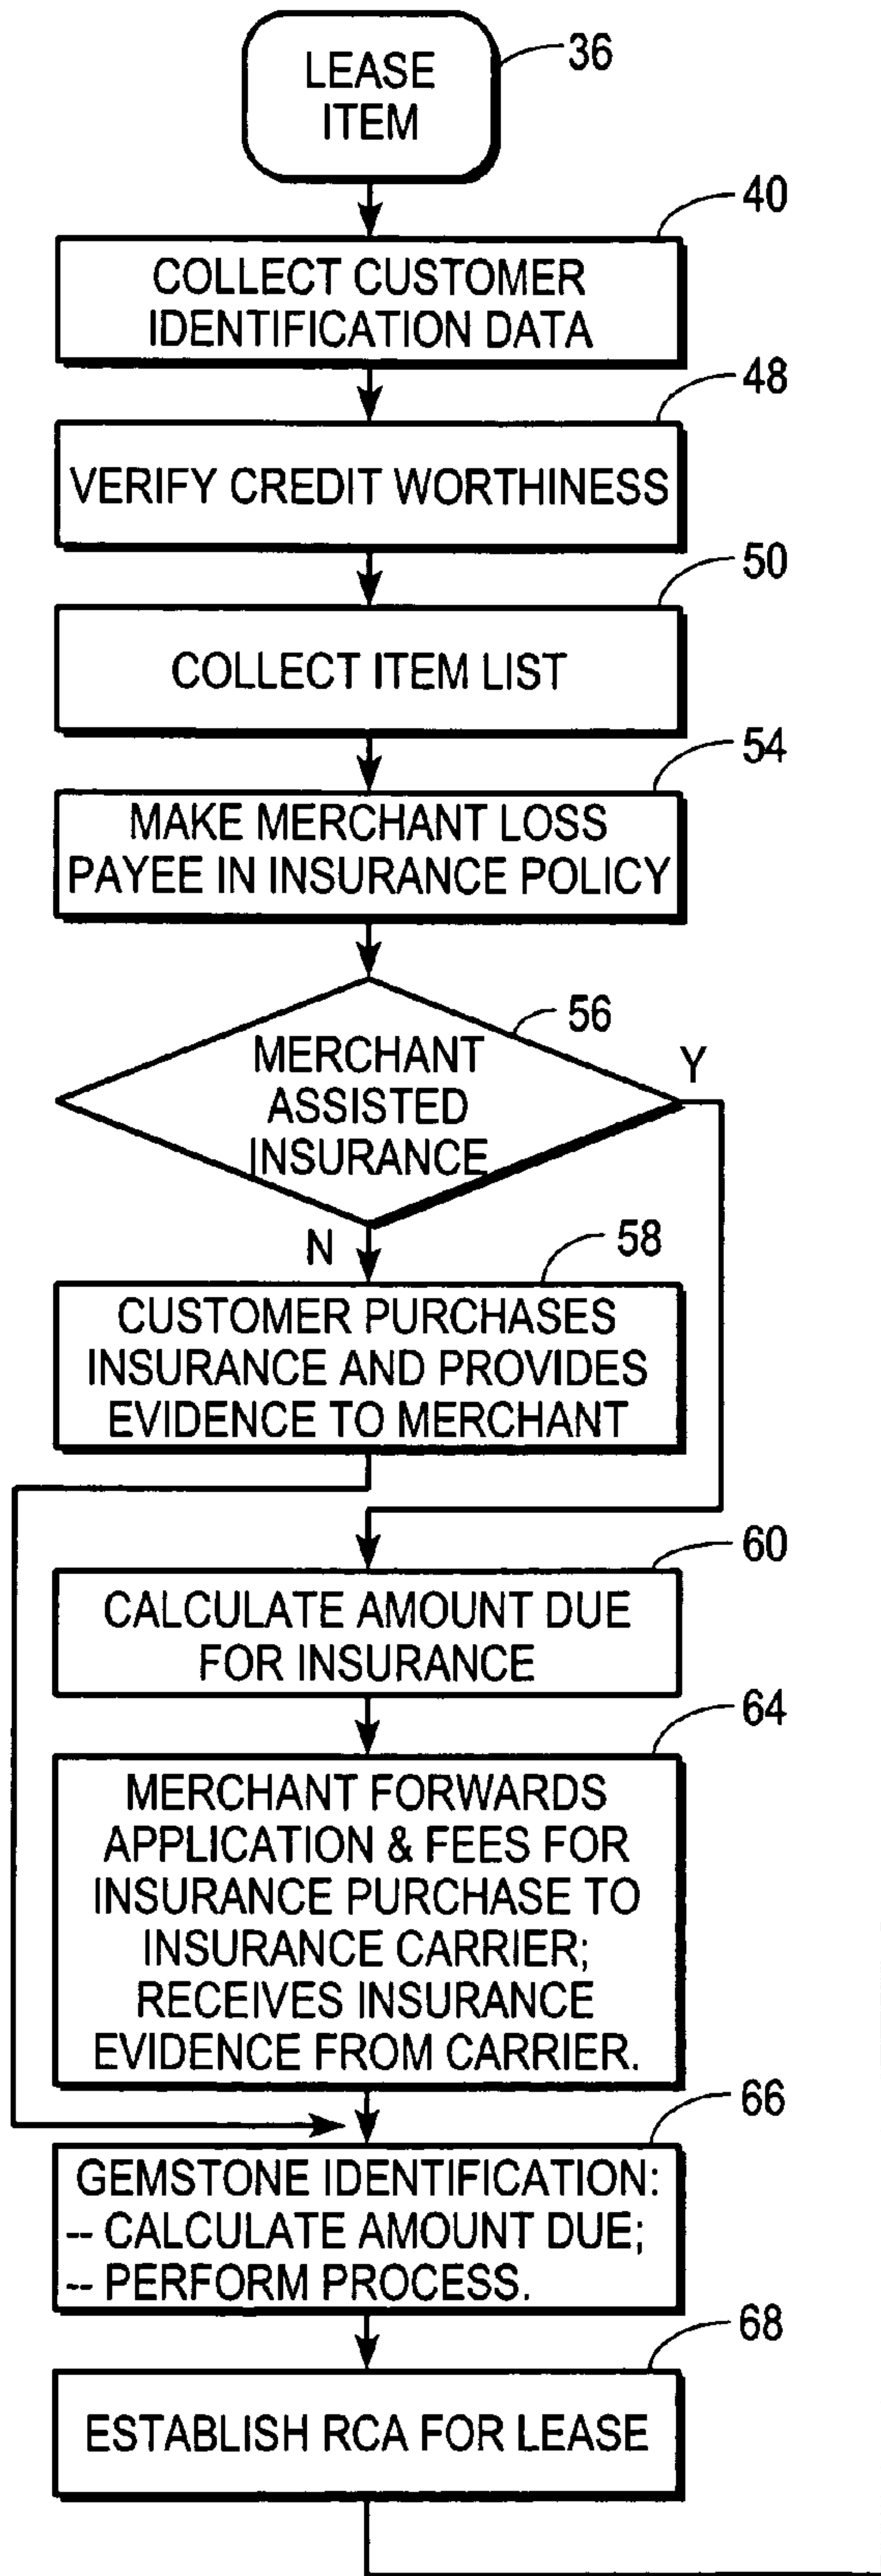 LEASE
ITEM
36
40
COLLECT CUSTOMER
IDENTIFICATION DATA
48
VERIFY CREDIT WORTHINESS
50
COLLECT ITEM LIST
54
MAKE MERCHANT LOSS
PAYEE IN INSURANCE POLICY
56
MERCHANT
ASSISTED
INSURANCE
Y
N
58
CUSTOMER PURCHASES
INSURANCE AND PROVIDES
EVIDENCE TO MERCHANT
60
CALCULATE AMOUNT DUE
FOR INSURANCE
64
MERCHANT FORWARDS
APPLICATION & FEES FOR
INSURANCE PURCHASE TO
INSURANCE CARRIER;
RECEIVES INSURANCE
EVIDENCE FROM CARRIER.
66
GEMSTONE IDENTIFICATION:
-- CALCULATE AMOUNT DUE;
-- PERFORM PROCESS.
68
ESTABLISH RCA FOR LEASE